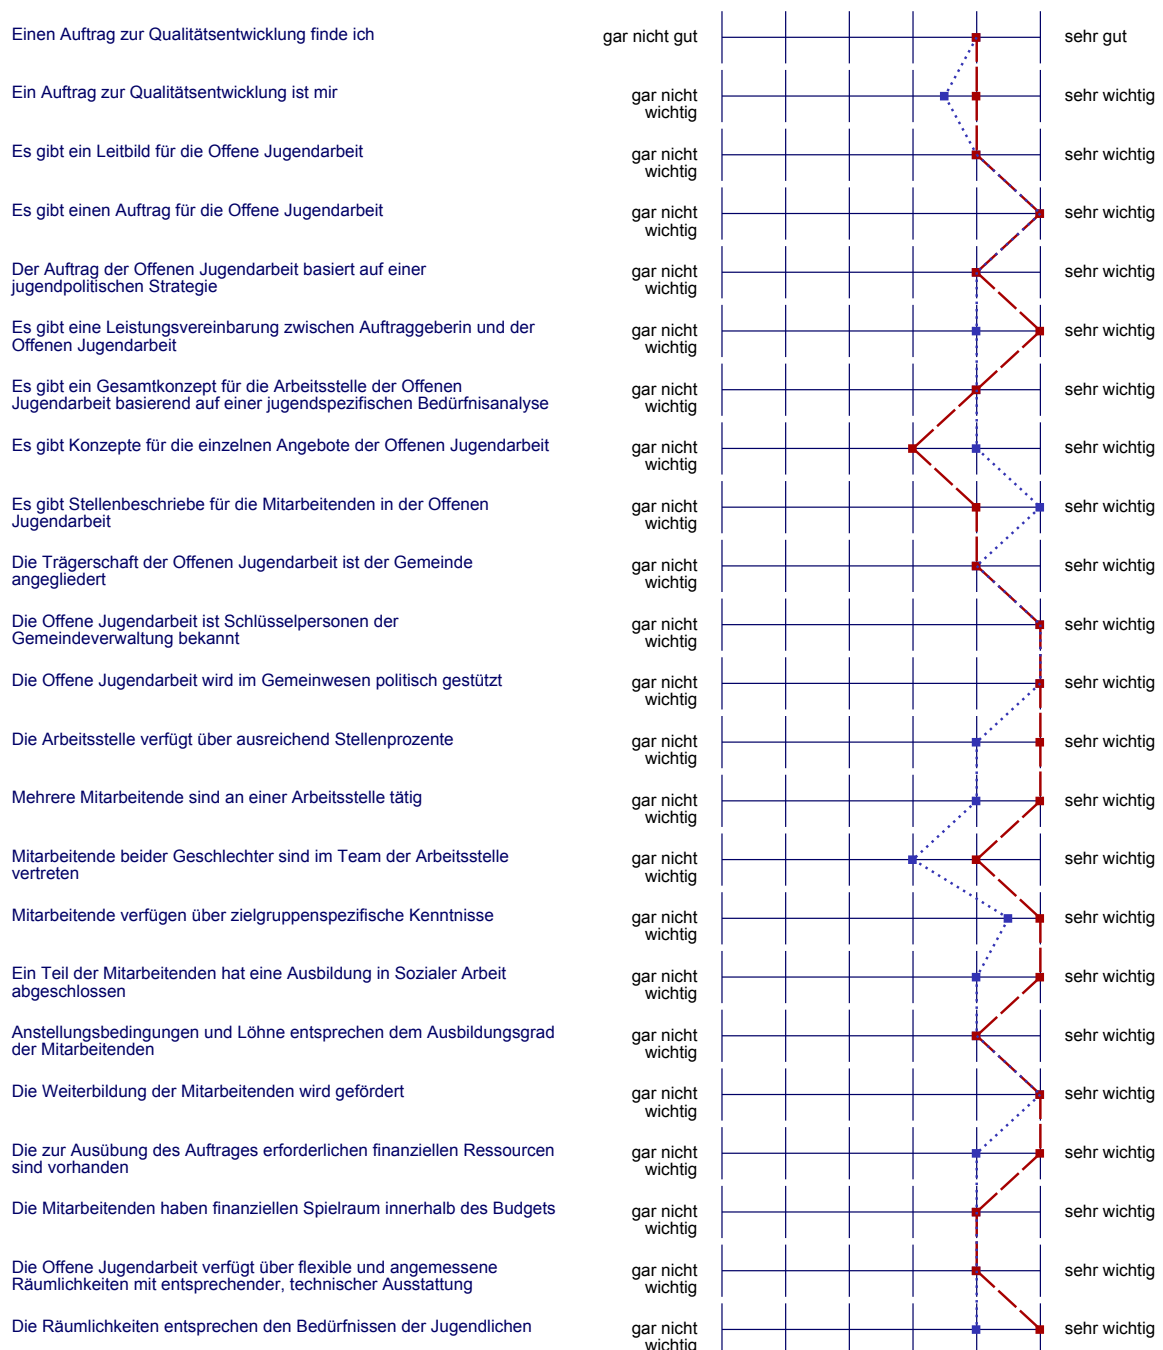 Einen Auftrag zur Qualitätsentwicklung finde ich
gar nicht gut
sehr gut
Ein Auftrag zur Qualitätsentwicklung ist mir
gar nicht
wichtig
sehr wichtig
Es gibt ein Leitbild für die Offene Jugendarbeit
gar nicht
wichtig
sehr wichtig
Es gibt einen Auftrag für die Offene Jugendarbeit
gar nicht
wichtig
sehr wichtig
Der Auftrag der Offenen Jugendarbeit basiert auf einer
jugendpolitischen Strategie
gar nicht
wichtig
sehr wichtig
Es gibt eine Leistungsvereinbarung zwischen Auftraggeberin und der
Offenen Jugendarbeit
gar nicht
wichtig
sehr wichtig
Es gibt ein Gesamtkonzept für die Arbeitsstelle der Offenen
Jugendarbeit basierend auf einer jugendspezifischen Bedürfnisanalyse
gar nicht
wichtig
sehr wichtig
Es gibt Konzepte für die einzelnen Angebote der Offenen Jugendarbeit
gar nicht
wichtig
sehr wichtig
Es gibt Stellenbeschriebe für die Mitarbeitenden in der Offenen
Jugendarbeit
gar nicht
wichtig
sehr wichtig
Die Trägerschaft der Offenen Jugendarbeit ist der Gemeinde
angegliedert
gar nicht
wichtig
sehr wichtig
Die Offene Jugendarbeit ist Schlüsselpersonen der
Gemeindeverwaltung bekannt
gar nicht
wichtig
sehr wichtig
Die Offene Jugendarbeit wird im Gemeinwesen politisch gestützt
gar nicht
wichtig
sehr wichtig
Die Arbeitsstelle verfügt über ausreichend Stellenprozente
gar nicht
wichtig
sehr wichtig
Mehrere Mitarbeitende sind an einer Arbeitsstelle tätig
gar nicht
wichtig
sehr wichtig
Mitarbeitende beider Geschlechter sind im Team der Arbeitsstelle
vertreten
gar nicht
wichtig
sehr wichtig
Mitarbeitende verfügen über zielgruppenspezifische Kenntnisse
gar nicht
wichtig
sehr wichtig
Ein Teil der Mitarbeitenden hat eine Ausbildung in Sozialer Arbeit
abgeschlossen
gar nicht
wichtig
sehr wichtig
Anstellungsbedingungen und Löhne entsprechen dem Ausbildungsgrad
der Mitarbeitenden
gar nicht
wichtig
sehr wichtig
Die Weiterbildung der Mitarbeitenden wird gefördert
gar nicht
wichtig
sehr wichtig
Die zur Ausübung des Auftrages erforderlichen finanziellen Ressourcen
sind vorhanden
gar nicht
wichtig
sehr wichtig
Die Mitarbeitenden haben finanziellen Spielraum innerhalb des Budgets
gar nicht
wichtig
sehr wichtig
Die Offene Jugendarbeit verfügt über flexible und angemessene
Räumlichkeiten mit entsprechender, technischer Ausstattung
gar nicht
wichtig
sehr wichtig
Die Räumlichkeiten entsprechen den Bedürfnissen der Jugendlichen
gar nicht
wichtig
sehr wichtig